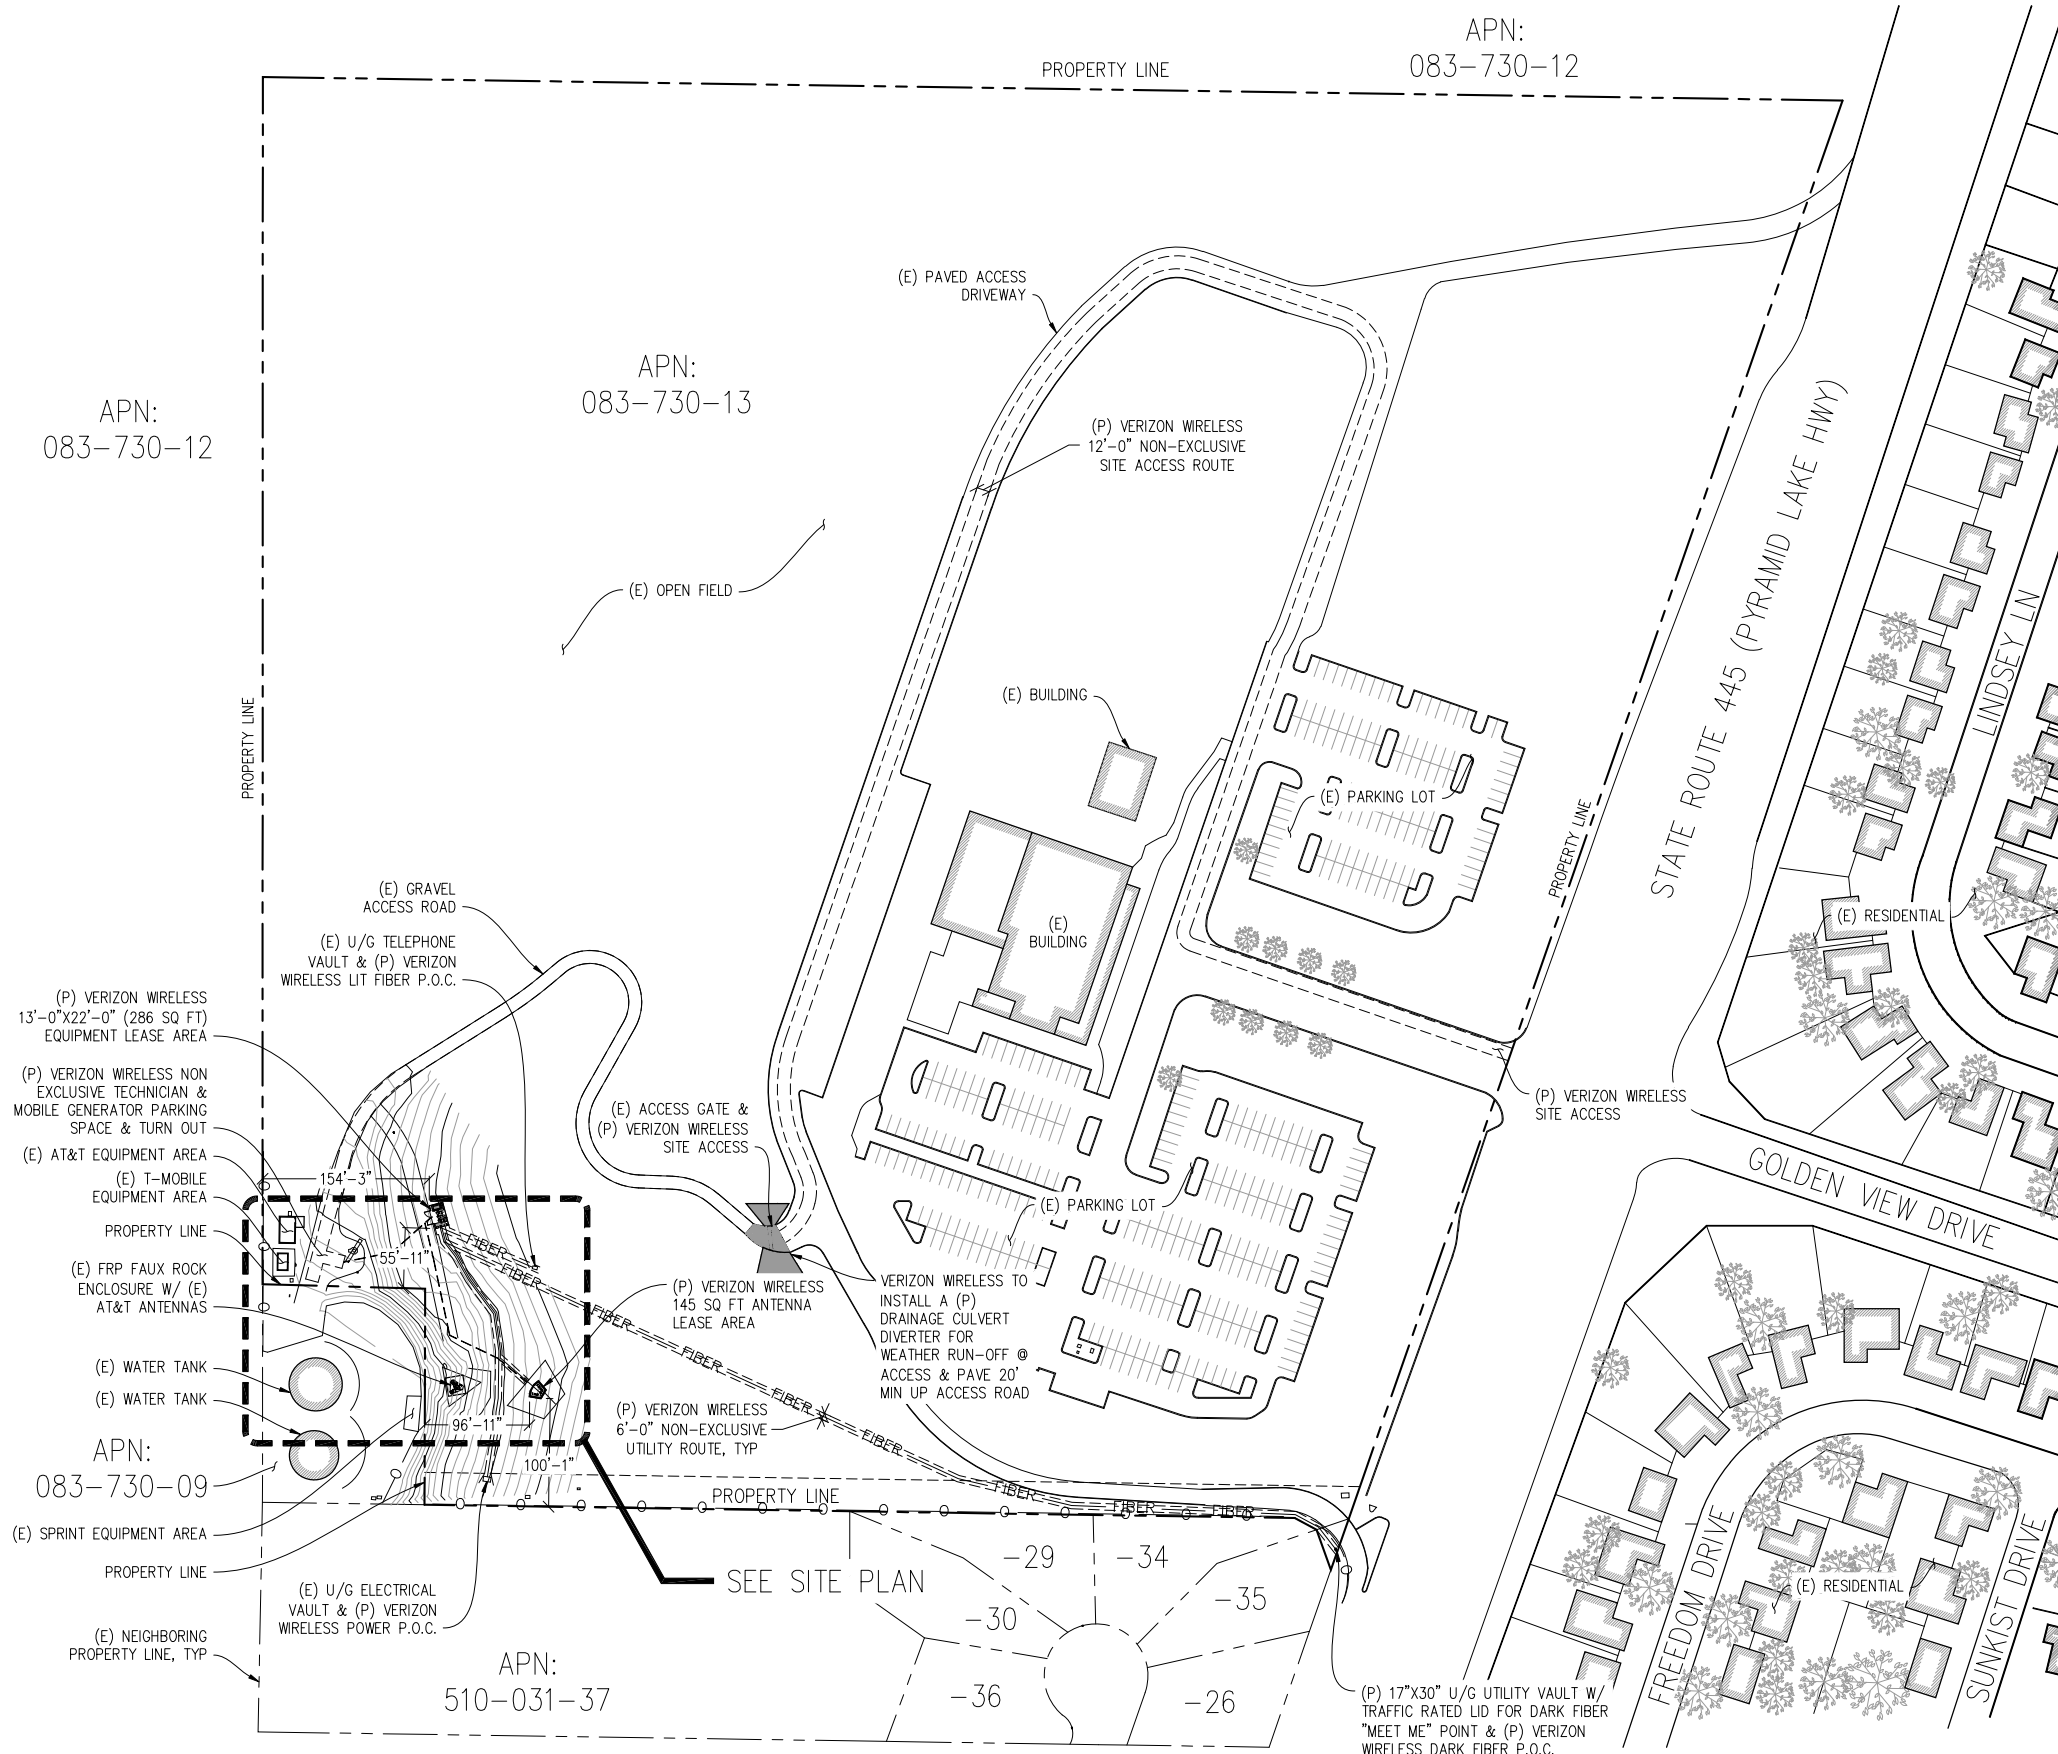 APN:
083-730-12
PROPERTY LINE
APN:
083-730-12
APN:
083-730-13
(E) PAVED ACCESS
DRIVEWAY
(P) VERIZON WIRELESS
12'-0" NON-EXCLUSIVE
SITE ACCESS ROUTE
(E) OPEN FIELD
STATE ROUTE 445 (PYRAMID LAKE HWY)
LINDSEY LN
(E) BUILDING
PROPERTY LINE
(E) PARKING LOT
PROPERTY LINE
(E)
BUILDING
(E) RESIDENTIAL
(E) GRAVEL
ACCESS ROAD
(E) U/G TELEPHONE
VAULT & (P) VERIZON
WIRELESS LIT FIBER P.O.C.
(P) VERIZON WIRELESS
13'-0"X22'-0" (286 SQ FT)
EQUIPMENT LEASE AREA
(P) VERIZON WIRELESS NON
EXCLUSIVE TECHNICIAN &
MOBILE GENERATOR PARKING
SPACE & TURN OUT
(E) AT&T EQUIPMENT AREA
(E) T-MOBILE
EQUIPMENT AREA
PROPERTY LINE
(E) FRP FAUX ROCK
ENCLOSURE W/ (E)
AT&T ANTENNAS
(E) WATER TANK
(E) WATER TANK
APN:
083-730-09
(E) SPRINT EQUIPMENT AREA
PROPERTY LINE
(E) NEIGHBORING
PROPERTY LINE, TYP
154'-3"
55'-11"
96'-11"
100'-1"
(E) ACCESS GATE &
(P) VERIZON WIRELESS
SITE ACCESS
(P) VERIZON WIRELESS
SITE ACCESS
GOLDEN VIEW DRIVE
(E) PARKING LOT
FIBER
FIBER
FIBER
FIBER
FIBER
FIBER
FIBER
FIBER
FIBER
(P) VERIZON WIRELESS
145 SQ FT ANTENNA
LEASE AREA
VERIZON WIRELESS TO
INSTALL A (P)
DRAINAGE CULVERT
DIVERTER FOR
WEATHER RUN-OFF @
ACCESS & PAVE 20'
MIN UP ACCESS ROAD
(P) VERIZON WIRELESS
6'-0" NON-EXCLUSIVE
UTILITY ROUTE, TYP
PROPERTY LINE
SEE SITE PLAN
(E) U/G ELECTRICAL
VAULT & (P) VERIZON
WIRELESS POWER P.O.C.
APN:
510-031-37
-29
-34
-30
-35
-36
-26
(P) 17"X30" U/G UTILITY VAULT W/
TRAFFIC RATED LID FOR DARK FIBER
"MEET ME" POINT & (P) VERIZON
WIRELESS DARK FIBER P.O.C.
FREEDOM DRIVE
(E) RESIDENTIAL
SUNKIST DRIVE